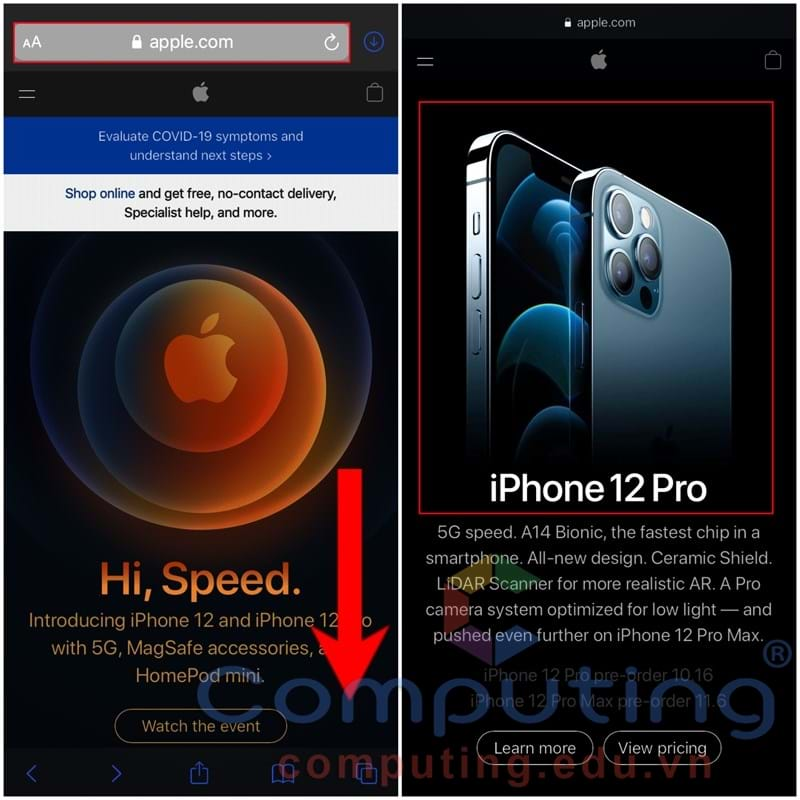 AA apple.com
Evaluate COVID-19 symptoms and
understand next steps >
Shop online and get free, no-contact delivery,
Specialist help, and more.
Hi, Speed.
Introducing iPhone 12 and iPhone 12 Pro
with 5G, MagSafe accessories, a
HomePod mini.
Watch the event
apple.com
iPhone 12 Pro
5G speed. A14 Bionic, the fastest chip in a
smartphone. All-new design. Ceramic Shield.
LiDAR Scanner for more realistic AR. A Pro
camera system optimized for low light — and
pushed even further on iPhone 12 Pro Max.
iPhone 12 Pro pre-order 10.16
iPhone 12 Pro Max pre-order 11.6
Learn more View pricing
Computing®
computing.edu.vn